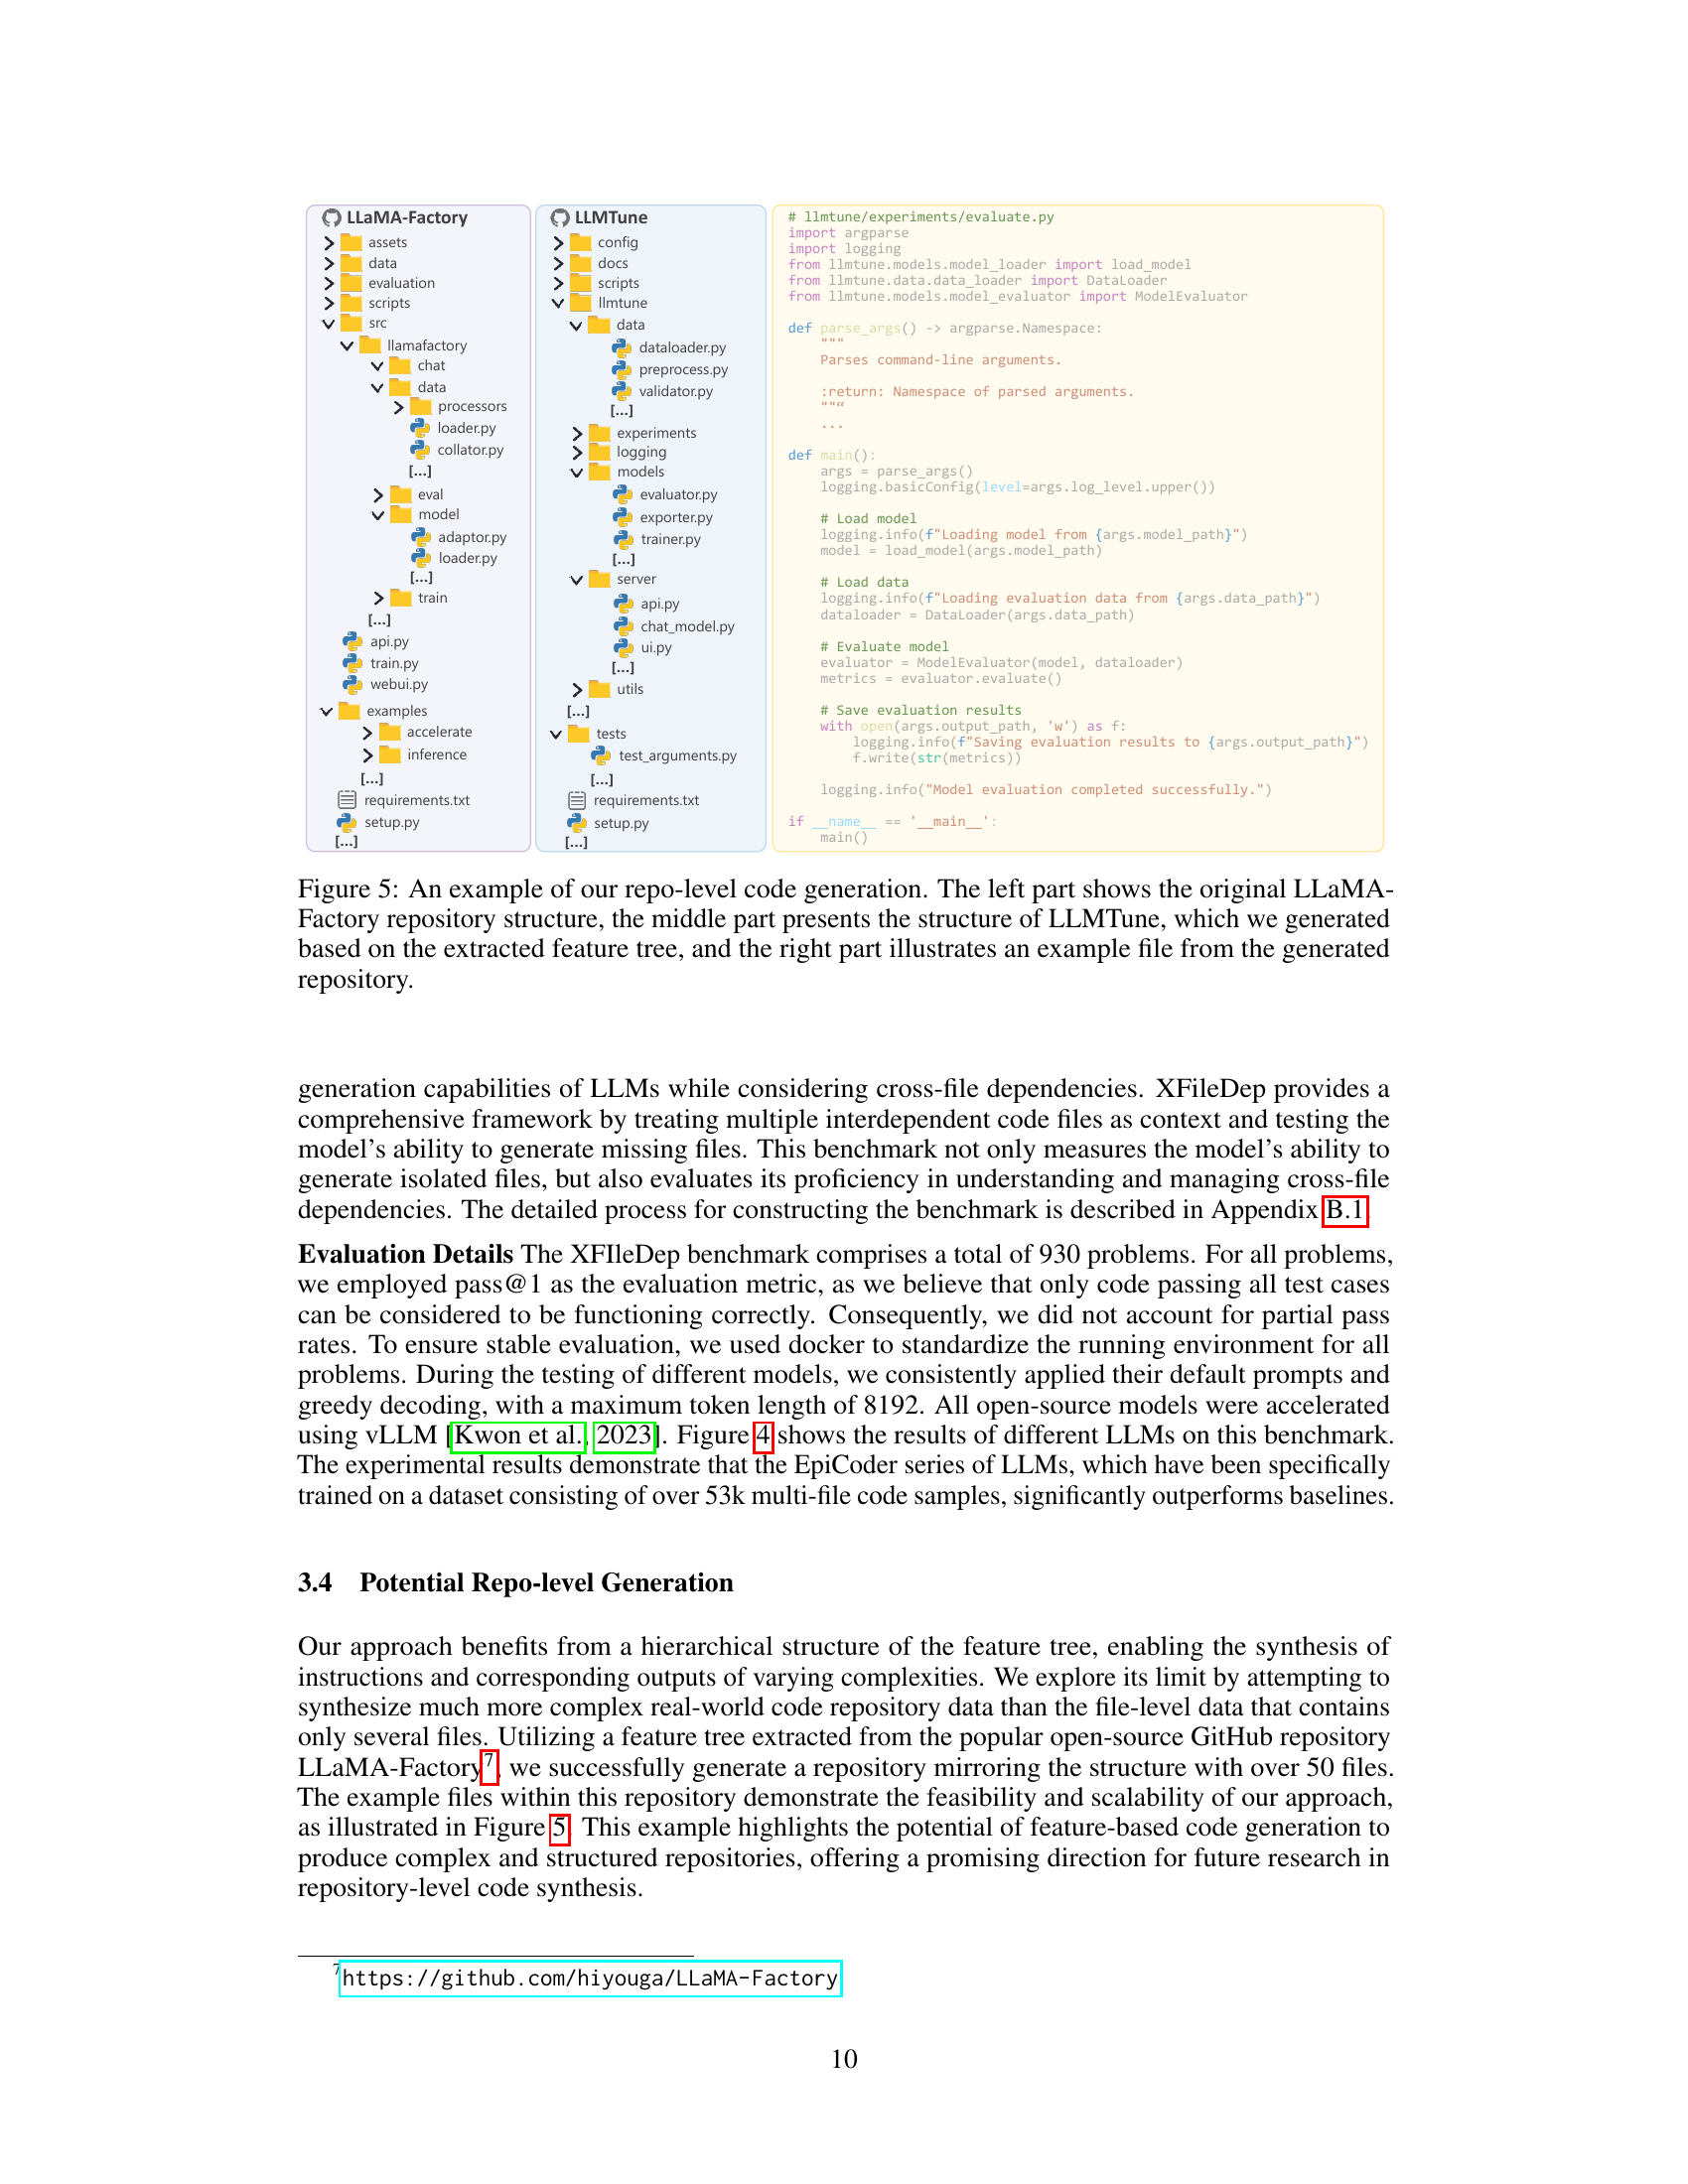 LLaMA-Factory
assets
data
evaluation
scripts
src
llamafactory
chat
data
processors
loader.py
collator.py
[...]
eval
model
adaptor.py
loader.py
[...]
train
[...]
api.py
train.py
webui.py
examples
accelerate
inference
[...]
requirements.txt
setup.py
[...]
LLMTune
config
docs
scripts
llmtune
data
dataloader.py
preprocess.py
validator.py
[...]
experiments
logging
models
evaluator.py
exporter.py
trainer.py
[...]
server
api.py
chat_model.py
ui.py
[...]
utils
[...]
tests
test_arguments.py
[...]
requirements.txt
setup.py
[...]
# llmtune/experiments/evaluate.py
import argparse
import logging
from llmtune.models.model_loader import load_model
from llmtune.data.data_loader import DataLoader
from llmtune.models.model_evaluator import ModelEvaluator
def parse_args() -> argparse.Namespace:
"""
Parses command-line arguments.
:return: Namespace of parsed arguments.
""“
...
def main():
args = parse_args()
logging.basicConfig(level=args.log_level.upper())
# Load model
logging.info(f"Loading model from {args.model_path}")
model = load_model(args.model_path)
# Load data
logging.info(f"Loading evaluation data from {args.data_path}")
dataloader = DataLoader(args.data_path)
# Evaluate model
evaluator = ModelEvaluator(model, dataloader)
metrics = evaluator.evaluate()
# Save evaluation results
with open(args.output_path, 'w') as f:
logging.info(f"Saving evaluation results to {args.output_path}")
f.write(str(metrics))
logging.info("Model evaluation completed successfully.")
if __name__ == '__main__':
main()
Figure 5: An example of our repo-level code generation. The left part shows the original LLaMA-
Factory repository structure, the middle part presents the structure of LLMTune, which we generated
based on the extracted feature tree, and the right part illustrates an example file from the generated
repository.
generation capabilities of LLMs while considering cross-file dependencies. XFileDep provides a
comprehensive framework by treating multiple interdependent code files as context and testing the
model's ability to generate missing files. This benchmark not only measures the model's ability to
generate isolated files, but also evaluates its proficiency in understanding and managing cross-file
dependencies. The detailed process for constructing the benchmark is described in Appendix B.1.
Evaluation Details The XFIleDep benchmark comprises a total of 930 problems. For all problems,
we employed pass@1 as the evaluation metric, as we believe that only code passing all test cases
can be considered to be functioning correctly. Consequently, we did not account for partial pass
rates. To ensure stable evaluation, we used docker to standardize the running environment for all
problems. During the testing of different models, we consistently applied their default prompts and
greedy decoding, with a maximum token length of 8192. All open-source models were accelerated
using vLLM [Kwon et al., 2023]. Figure 4 shows the results of different LLMs on this benchmark.
The experimental results demonstrate that the EpiCoder series of LLMs, which have been specifically
trained on a dataset consisting of over 53k multi-file code samples, significantly outperforms baselines.
3.4 Potential Repo-level Generation
Our approach benefits from a hierarchical structure of the feature tree, enabling the synthesis of
instructions and corresponding outputs of varying complexities. We explore its limit by attempting to
synthesize much more complex real-world code repository data than the file-level data that contains
only several files. Utilizing a feature tree extracted from the popular open-source GitHub repository
LLaMA-Factory7, we successfully generate a repository mirroring the structure with over 50 files.
The example files within this repository demonstrate the feasibility and scalability of our approach,
as illustrated in Figure 5. This example highlights the potential of feature-based code generation to
produce complex and structured repositories, offering a promising direction for future research in
repository-level code synthesis.
7https://github.com/hiyouga/LLaMA-Factory
10